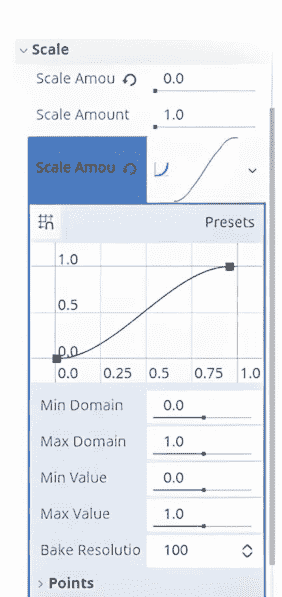 Scale
Scale Amou 0.0
Scale Amount 1.0
Scale Amou
Presets
1.0
0.5
0.0
0.0 0.25 0.5 0.75 1.0
Min Domain 0.0
Max Domain 1.0
Min Value 0.0
Max Value 1.0
Bake Resolutio 100
Points